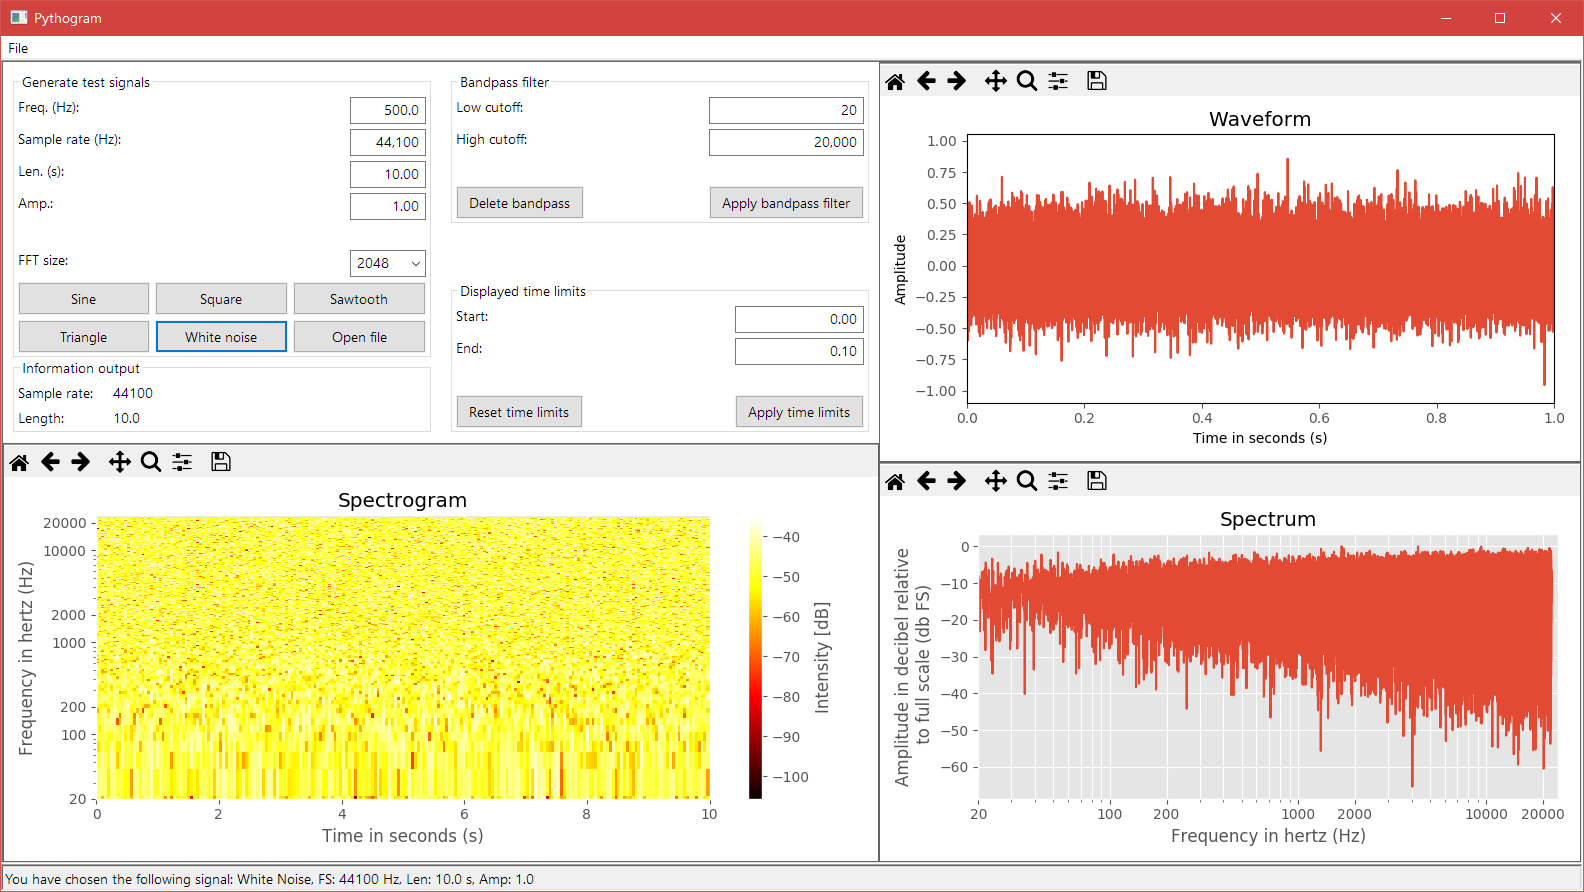 Pythogram
File
Generate test signals
Freq. (Hz): 500.0
Sample rate (Hz): 44,100
Len. (s): 10.00
Amp.: 1.00
FFT size: 2048
Sine Square Sawtooth
Triangle White noise Open file
Information output
Sample rate: 44100
Length: 10.0
Bandpass filter
Low cutoff: 20
High cutoff: 20,000
Delete bandpass Apply bandpass filter
Displayed time limits
Start: 0.00
End: 0.10
Reset time limits Apply time limits
Waveform
Amplitude
1.00
0.75
0.50
0.25
0.00
−0.25
−0.50
−0.75
−1.00
0.0 0.2 0.4 0.6 0.8 1.0
Time in seconds (s)
Spectrogram
Frequency in hertz (Hz)
20000
10000
2000
1000
200
100
20
0 2 4 6 8 10
Time in seconds (s)
−40
−50
−60
−70
−80
−90
−100
Intensity [dB]
Spectrum
Amplitude in decibel relative
to full scale (db FS)
0
−10
−20
−30
−40
−50
−60
20 100 200 1000 2000 10000 20000
Frequency in hertz (Hz)
You have chosen the following signal: White Noise, FS: 44100 Hz, Len: 10.0 s, Amp: 1.0